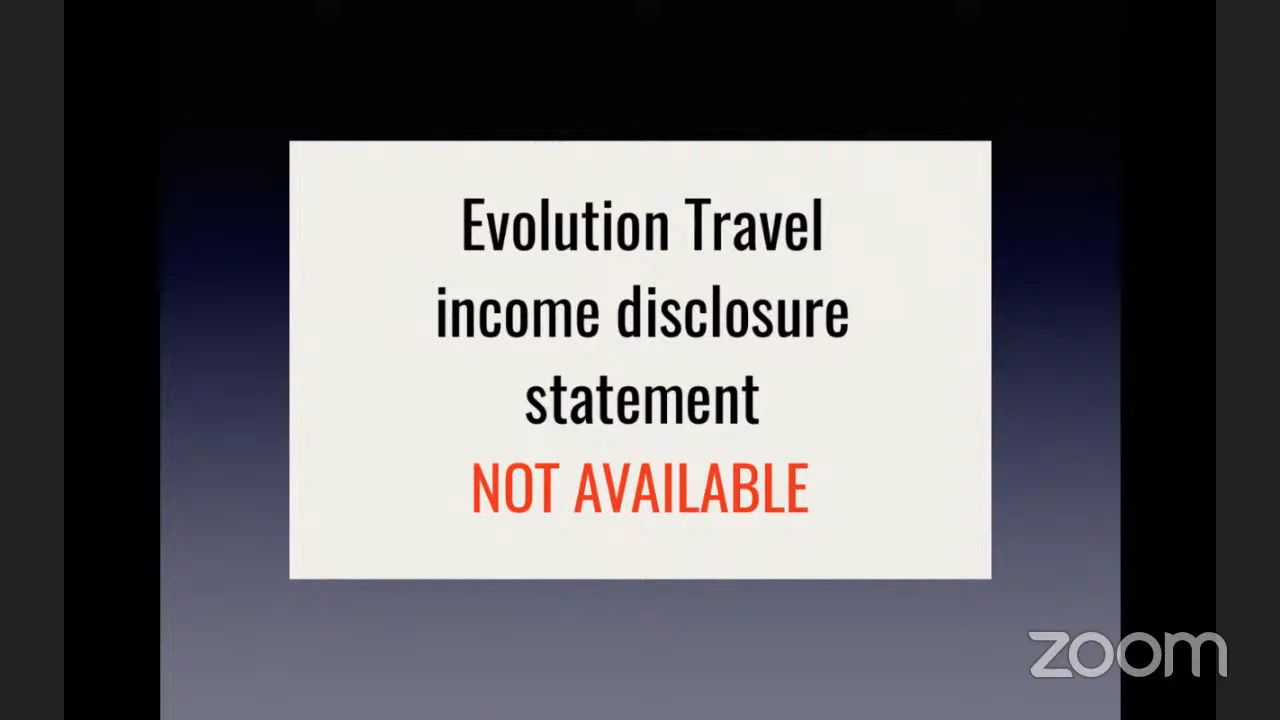 Evolution Travel
income disclosure
statement
NOT AVAILABLE
zoom